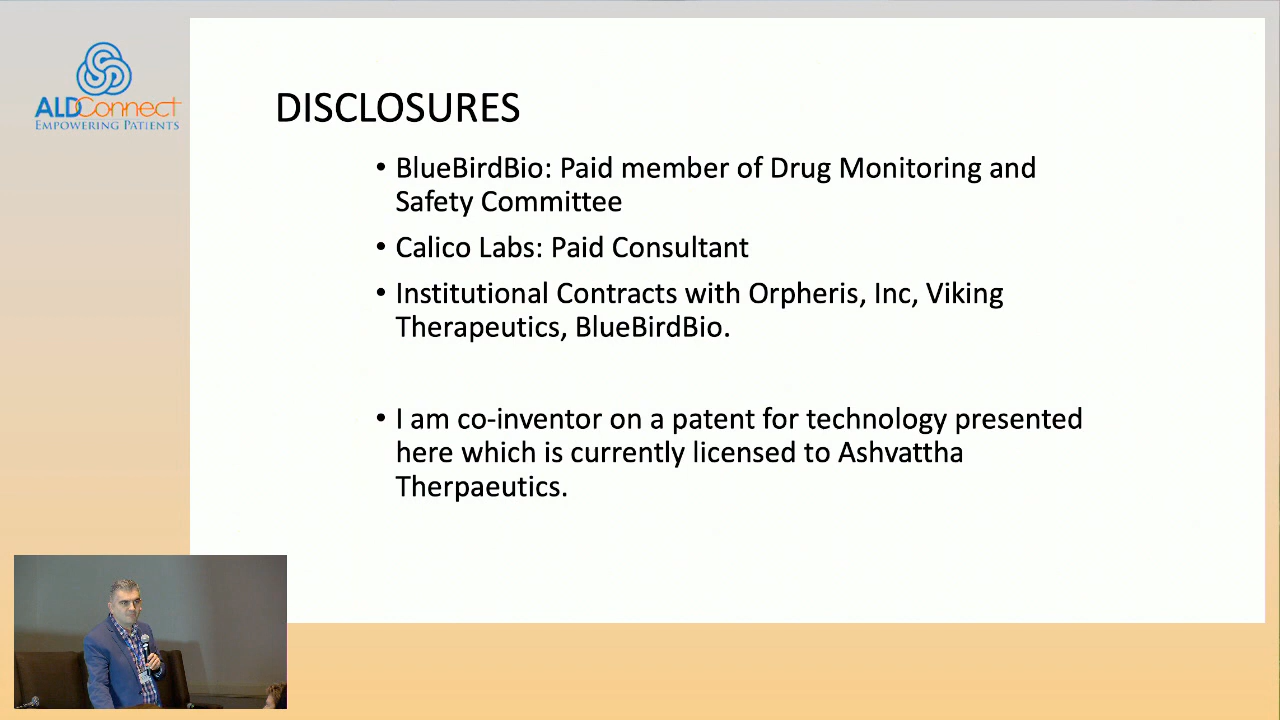 ALDConnect
EMPOWERING PATIENTS
DISCLOSURES
• BlueBirdBio: Paid member of Drug Monitoring and
Safety Committee
• Calico Labs: Paid Consultant
• Institutional Contracts with Orpheris, Inc, Viking
Therapeutics, BlueBirdBio.
• I am co-inventor on a patent for technology presented
here which is currently licensed to Ashvattha
Therpaeutics.